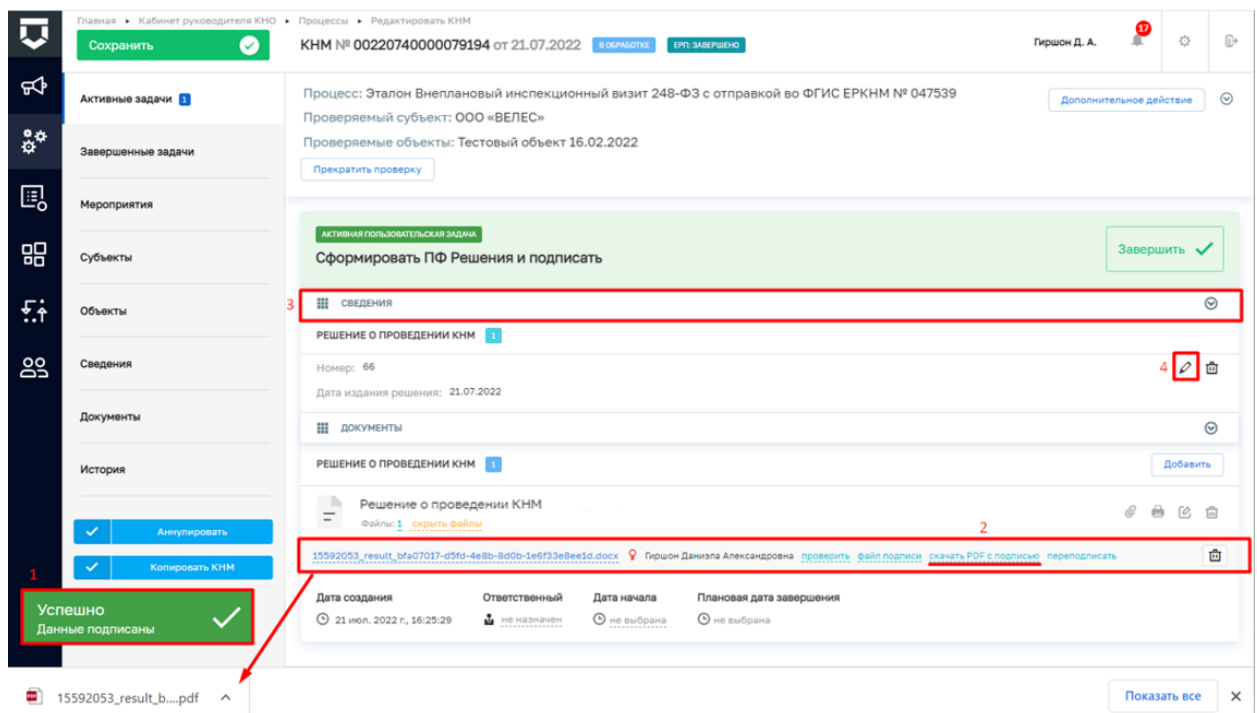 Главная ▸ Кабинет руководителя КНО ▸ Процессы ▸ Редактировать КНМ
Сохранить
КНМ № 00220740000079194 от 21.07.2022 В ОБРАБОТКЕ ЕРП: ЗАВЕРШЕНО
Гиршон Д. А.
17
Активные задачи 1
Завершенные задачи
Мероприятия
Субъекты
Объекты
Сведения
Документы
История
Аннулировать
Копировать КНМ
1
Успешно
Данные подписаны
Процесс: Эталон Внеплановый инспекционный визит 248-ФЗ с отправкой во ФГИС ЕРКНМ № 047539
Дополнительное действие
Проверяемый субъект: ООО «ВЕЛЕС»
Проверяемые объекты: Тестовый объект 16.02.2022
Прекратить проверку
АКТИВНАЯ ПОЛЬЗОВАТЕЛЬСКАЯ ЗАДАЧА
Сформировать ПФ Решения и подписать
Завершить
3 СВЕДЕНИЯ
РЕШЕНИЕ О ПРОВЕДЕНИИ КНМ 1
Номер: 66
4
Дата издания решения: 21.07.2022
ДОКУМЕНТЫ
РЕШЕНИЕ О ПРОВЕДЕНИИ КНМ 1
Добавить
Решение о проведении КНМ
Файлы: 1 скрыть файлы
2
15592053_result_bfa07017-d5fd-4e8b-8d0b-1e6f33e8ee1d.docx Гиршон Даниэла Александровна проверить файл подписи скачать PDF с подписью переподписать
Дата создания Ответственный Дата начала Плановая дата завершения
21 июл. 2022 г., 16:25:29 не назначен не выбрана не выбрана
PDF
15592053_result_b....pdf
Показать все